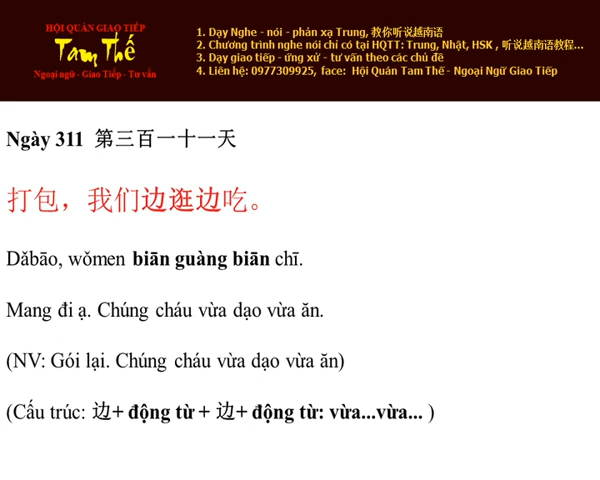 HỘI QUÁN GIAO TIẾP
Tam Thế
Ngoại ngữ - Giao Tiếp - Tư vấn
1. Dạy Nghe - nói - phản xạ Trung, 教你听说越南语
2. Chương trình nghe nói chỉ có tại HQTT: Trung, Nhật, HSK , 听说越南语教程...
3. Dạy giao tiếp - ứng xử - tư vấn theo các chủ đề
4. Liên hệ: 0977309925, face: Hội Quán Tam Thế - Ngoại Ngữ Giao Tiếp
Ngày 311 第三百一十一天
打包，我们边逛边吃。
Dǎbāo, wǒmen biān guàng biān chī.
Mang đi ạ. Chúng cháu vừa dạo vừa ăn.
(NV: Gói lại. Chúng cháu vừa dạo vừa ăn)
(Cấu trúc: 边+ động từ + 边+ động từ: vừa...vừa... )